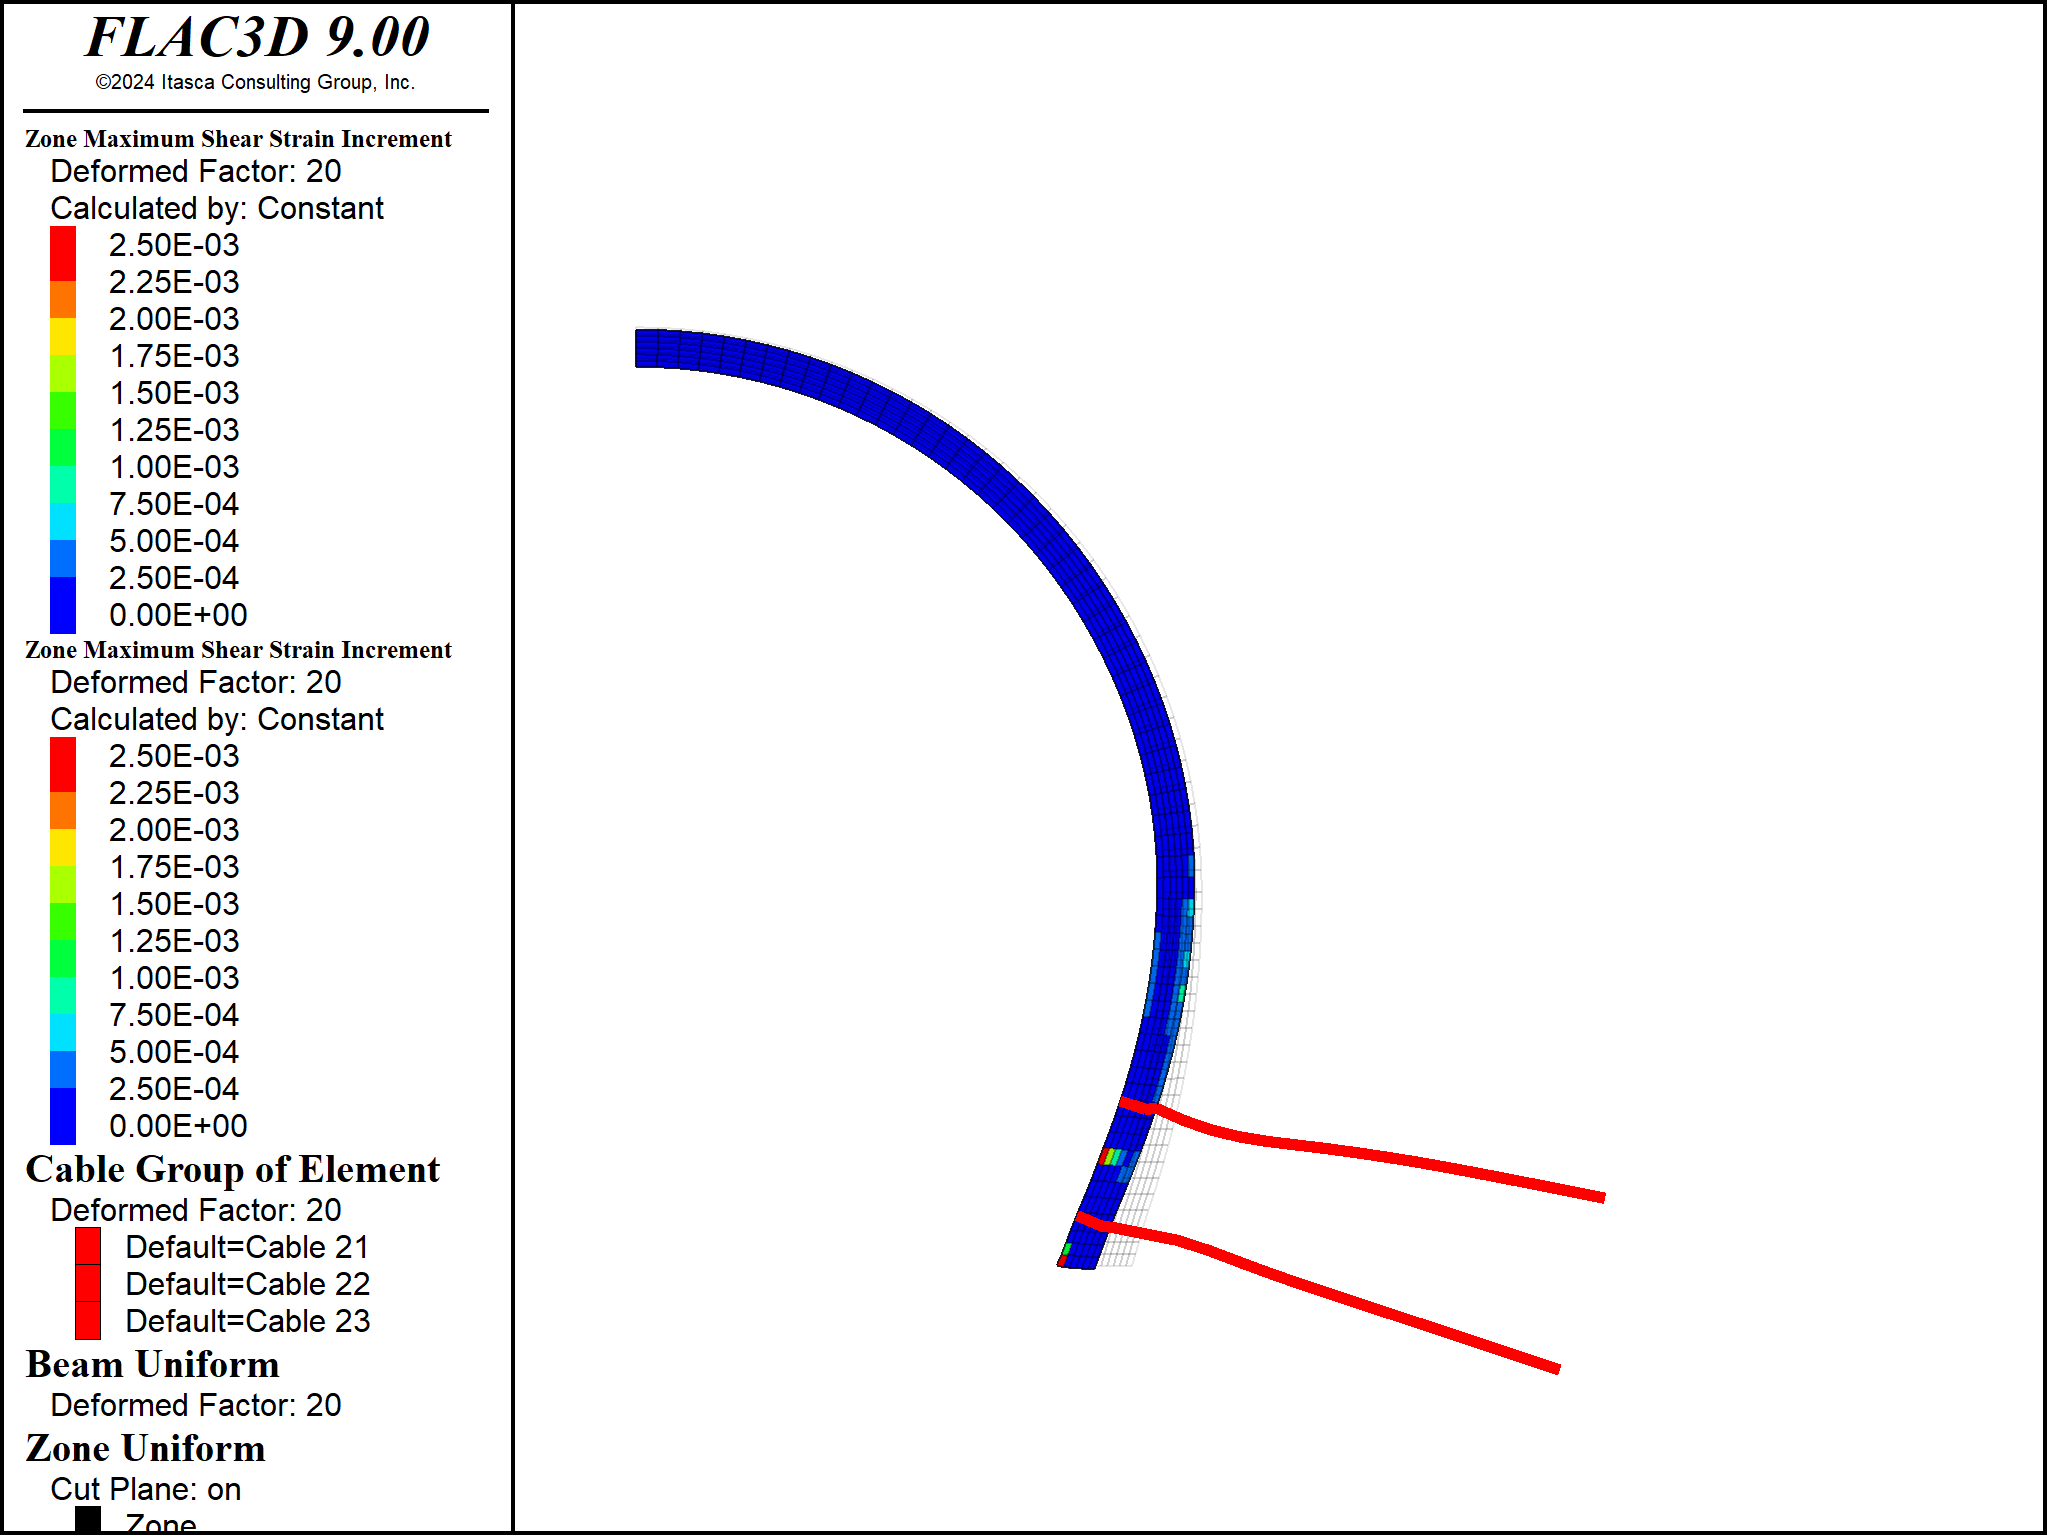 FLAC3D 9.00
©2024 Itasca Consulting Group, Inc.
Zone Maximum Shear Strain Increment
Deformed Factor: 20
Calculated by: Constant
2.50E-03
2.25E-03
2.00E-03
1.75E-03
1.50E-03
1.25E-03
1.00E-03
7.50E-04
5.00E-04
2.50E-04
0.00E+00
Zone Maximum Shear Strain Increment
Deformed Factor: 20
Calculated by: Constant
2.50E-03
2.25E-03
2.00E-03
1.75E-03
1.50E-03
1.25E-03
1.00E-03
7.50E-04
5.00E-04
2.50E-04
0.00E+00
Cable Group of Element
Deformed Factor: 20
Default=Cable 21
Default=Cable 22
Default=Cable 23
Beam Uniform
Deformed Factor: 20
Zone Uniform
Cut Plane: on
Zone